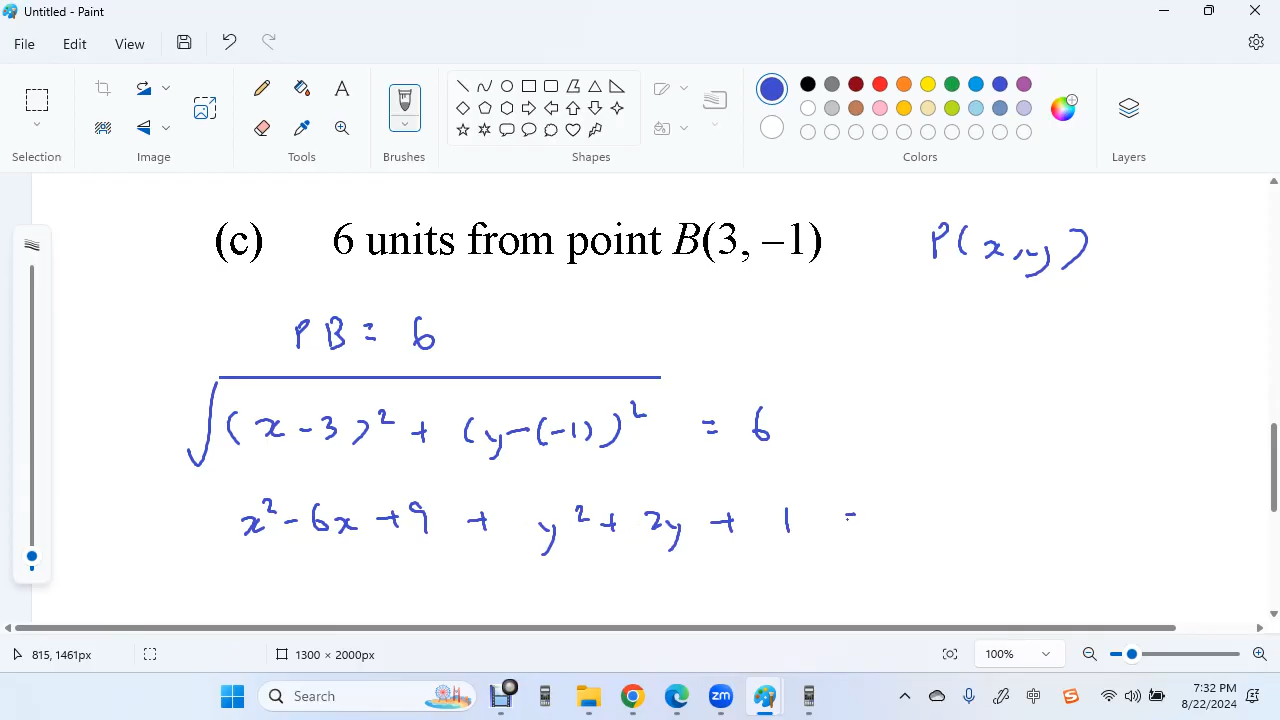 Untitled - Paint
File Edit View
Selection Image Tools Brushes Shapes Colors Layers
(c) 6 units from point B(3, –1) P(x, y)
PB = 6
√((x - 3)² + (y - (-1))² = 6
x² - 6x + 9 + y² + 2y + 1 =
815, 1461px 1300 × 2000px 100%
Search zm 中 S 7:32 PM
8/22/2024